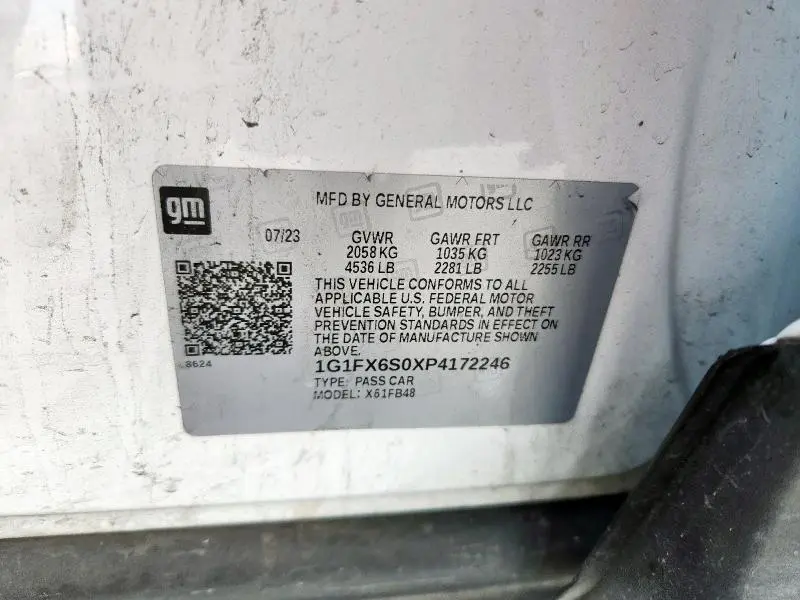 gm
MFD BY GENERAL MOTORS LLC
07/23 GVWR GAWR FRT GAWR RR
2058 KG 1035 KG 1023 KG
4536 LB 2281 LB 2255 LB
THIS VEHICLE CONFORMS TO ALL
APPLICABLE U.S. FEDERAL MOTOR
VEHICLE SAFETY, BUMPER, AND THEFT
PREVENTION STANDARDS IN EFFECT ON
THE DATE OF MANUFACTURE SHOWN
ABOVE.
8624
1G1FX6S0XP4172246
TYPE: PASS CAR
MODEL: X61FB48